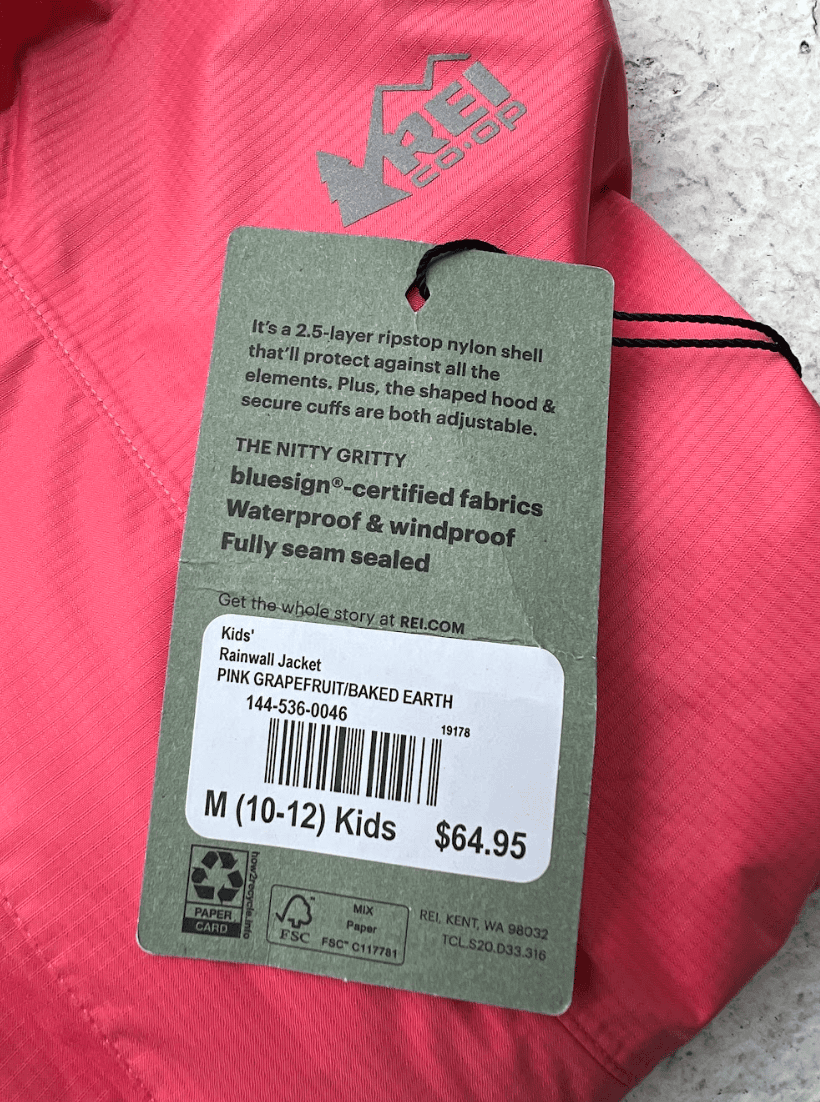 REI
co·op
It's a 2.5-layer ripstop nylon shell
that'll protect against all the
elements. Plus, the shaped hood &
secure cuffs are both adjustable.
THE NITTY GRITTY
bluesign®-certified fabrics
Waterproof & windproof
Fully seam sealed
Get the whole story at REI.COM
Kids'
Rainwall Jacket
PINK GRAPEFRUIT/BAKED EARTH
144-536-0046
19178
M (10-12) Kids $64.95
PAPER
CARD
how2recycle.info
FSC
MIX
Paper
FSC™ C117781
REI, KENT, WA 98032
TCL.S20.D33.316